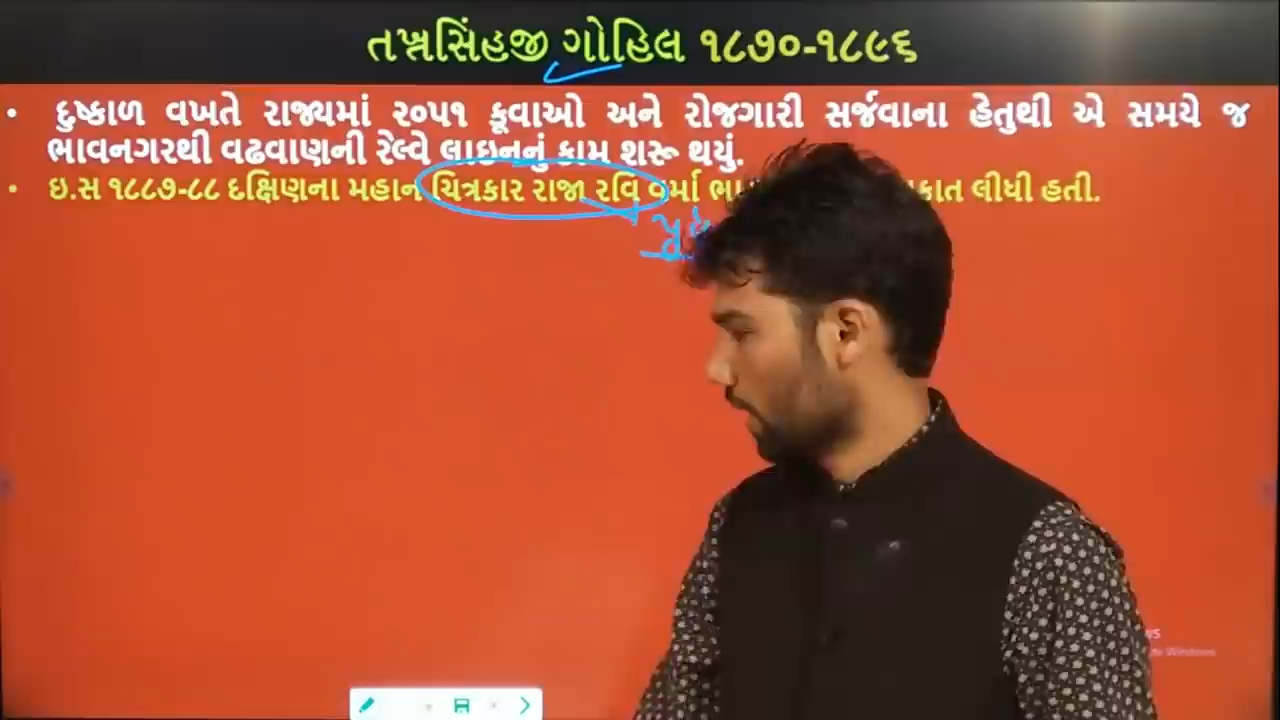 તખ્તસિંહજી ગોહિલ ૧૮૭૦-૧૮૯૬
• દુષ્કાળ વખતે રાજ્યમાં ૨૦૫૧ કૂવાઓ અને રોજગારી સર્જવાના હેતુથી એ સમયે જ
ભાવનગરથી વઢવાણની રેલ્વે લાઇનનું કામ શરૂ થયું.
• ઇ.સ ૧૮૮૭-૮૮ દક્ષિણના મહાન ચિત્રકાર રાજા રવિ વર્મા લીધી હતી.
Windows